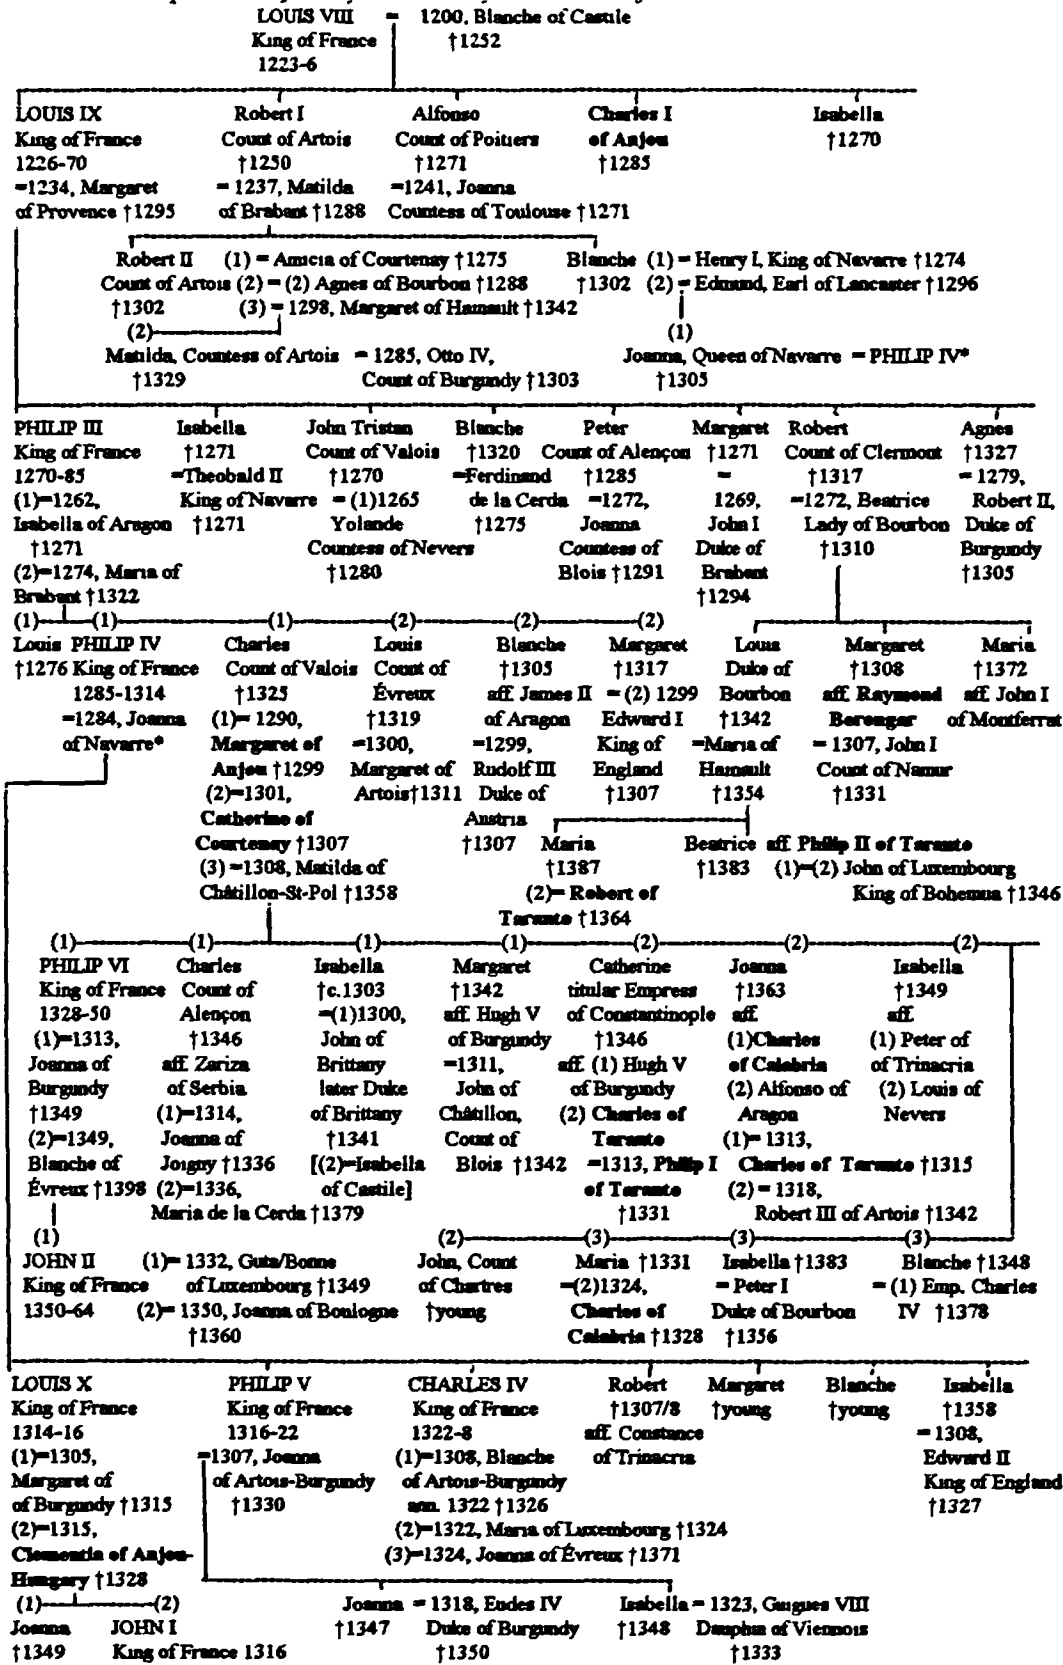 LOUIS VIII = 1200, Blanche of Castile
King of France †1252
1223-6
LOUIS IX Robert I Alfonso Charles I Isabella
King of France Count of Artois Count of Poitiers of Anjou †1270
1226-70 †1250 †1271 †1285
=1234, Margaret = 1237, Matilda =1241, Joanna
of Provence †1295 of Brabant †1288 Countess of Toulouse †1271
Robert II (1) = Amicia of Courtenay †1275 Blanche (1) = Henry I, King of Navarre †1274
Count of Artois (2) = (2) Agnes of Bourbon †1288 †1302 (2) = Edmund, Earl of Lancaster †1296
†1302 (3) = 1298, Margaret of Hainault †1342
(2) (1)
Matilda, Countess of Artois = 1285, Otto IV, Joanna, Queen of Navarre = PHILIP IV*
†1329 Count of Burgundy †1303 †1305
PHILIP III Isabella John Tristan Blanche Peter Margaret Robert Agnes
King of France †1271 Count of Valois †1320 Count of Alençon †1271 Count of Clermont †1327
1270-85 =Theobald II †1270 =Ferdinand †1285 = †1317 = 1279,
(1)=1262, King of Navarre = (1)1265 de la Cerda =1272, 1269, =1272, Beatrice Robert II,
Isabella of Aragon †1271 Yolande †1275 Joanna John I Lady of Bourbon Duke of
†1271 Countess of Nevers Countess of Duke of †1310 Burgundy
(2)=1274, Maria of †1280 Blois †1291 Brabant †1305
Brabant †1322 †1294
(1) (1) (1) (2) (2) (2)
Louis PHILIP IV Charles Louis Blanche Margaret Louis Margaret Maria
†1276 King of France Count of Valois Count of †1305 †1317 Duke of †1308 †1372
1285-1314 †1325 Évreux aff. James II = (2) 1299 Bourbon aff. Raymond aff. John I
=1284, Joanna (1)= 1290, †1319 of Aragon Edward I †1342 Berengar of Montferrat
of Navarre* Margaret of =1300, =1299, King of =Maria of = 1307, John I
Anjou †1299 Margaret of Rudolf III England Hainault Count of Namur
(2)=1301, Artois†1311 Duke of †1307 †1354 †1331
Catherine of Austria
Courtenay †1307 †1307 Maria Beatrice aff. Philip II of Taranto
(3) =1308, Matilda of †1387 †1383 (1)=(2) John of Luxembourg
Châtillon-St-Pol †1358 (2)= Robert of King of Bohemia †1346
Taranto †1364
(1) (1) (1) (1) (2) (2) (2)
PHILIP VI Charles Isabella Margaret Catherine Joanna Isabella
King of France Count of †c.1303 †1342 titular Empress †1363 †1349
1328-50 Alençon =(1)1300, aff. Hugh V of Constantinople aff. aff.
(1)=1313, †1346 John of of Burgundy †1346 (1)Charles (1) Peter of
Joanna of aff. Zariza Brittany =1311, aff. (1) Hugh V of Calabria of Trinacria
Burgundy of Serbia later Duke John of of Burgundy (2) Alfonso of (2) Louis of
†1349 (1)=1314, of Brittany Châtillon, (2) Charles of Aragon Nevers
(2)=1349, Joanna of †1341 Count of Taranto (1)= 1313,
Blanche of Joigny †1336 [(2)=Isabella Blois †1342 =1313, Philip I Charles of Taranto †1315
Évreux †1398 (2)=1336, of Castile] of Taranto (2) = 1318,
Maria de la Cerda †1379 †1331 Robert III of Artois †1342
(1) (2) (3) (3) (3)
JOHN II (1)= 1332, Guta/Bonne John, Count Maria †1331 Isabella †1383 Blanche †1348
King of France of Luxembourg †1349 of Chartres =(2)1324, = Peter I = (1) Emp. Charles
1350-64 (2)= 1350, Joanna of Boulogne †young Charles of Duke of Bourbon IV †1378
†1360 Calabria †1328 †1356
LOUIS X PHILIP V CHARLES IV Robert Margaret Blanche Isabella
King of France King of France King of France †1307/8 †young †young †1358
1314-16 1316-22 1322-8 aff. Constance = 1308,
(1)=1305, =1307, Joanna (1)=1308, Blanche of Trinacria Edward II
Margaret of of Artois-Burgundy of Artois-Burgundy King of England
of Burgundy †1315 †1330 ann. 1322 †1326 †1327
(2)=1315, (2)=1322, Maria of Luxembourg †1324
Clementia of Anjou- (3)=1324, Joanna of Évreux †1371
Hungary †1328
(1) (2) Joanna = 1318, Eudes IV Isabella = 1323, Guigues VIII
Joanna JOHN I †1347 Duke of Burgundy †1348 Dauphin of Viennois
†1349 King of France 1316 †1350 †1333